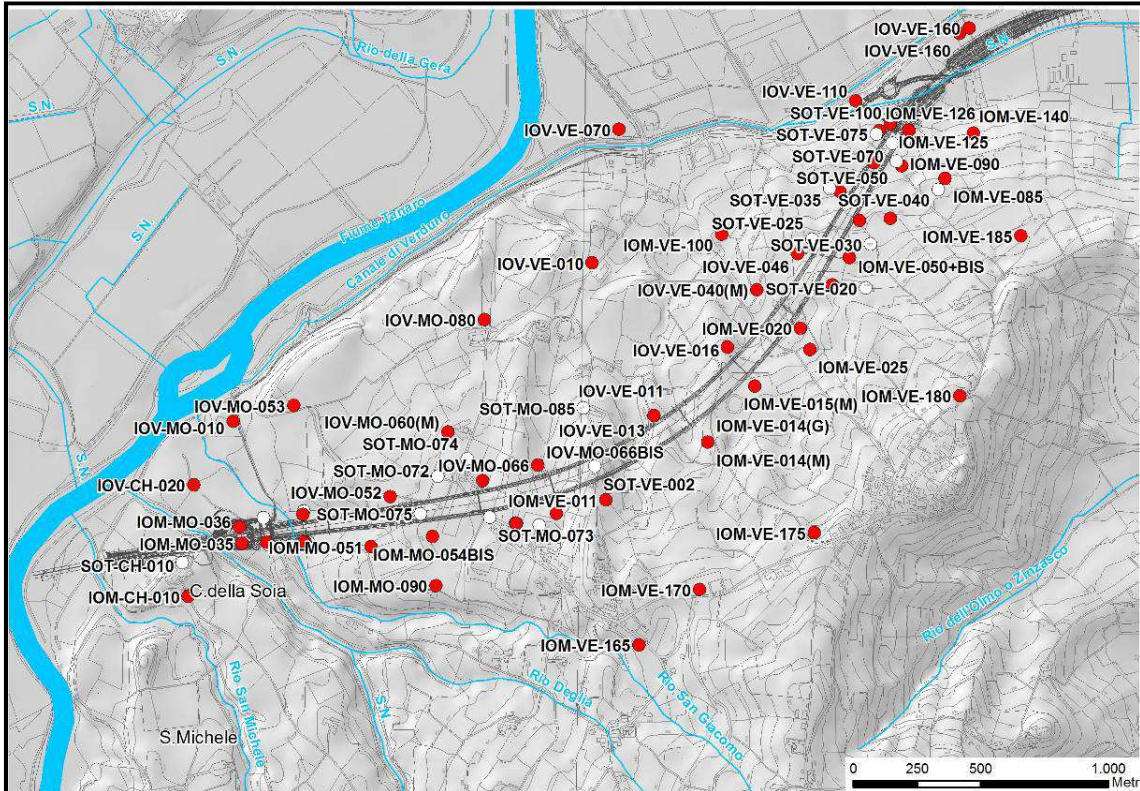 IOV-VE-160
Rio della Gera
S.N.
IOV-VE-160
S.N.
S.N.
IOV-VE-110
SOT-VE-100
IOM-VE-126
IOM-VE-140
IOV-VE-070
SOT-VE-075
IOM-VE-125
SOT-VE-070
IOM-VE-090
SOT-VE-050
SOT-VE-035
SOT-VE-040
IOM-VE-085
S.N.
Fiume Tanaro
Canale di Verduno
SOT-VE-025
IOM-VE-100
SOT-VE-030
IOM-VE-185
IOV-VE-010
IOV-VE-046
IOM-VE-050+BIS
IOV-VE-040(M)
SOT-VE-020
IOV-MO-080
IOM-VE-020
IOV-VE-016
IOM-VE-025
IOV-MO-053
SOT-MO-085
IOV-VE-011
IOM-VE-015(M)
IOM-VE-180
IOV-MO-010
IOV-MO-060(M)
IOV-VE-013
IOM-VE-014(G)
SOT-MO-074
IOV-MO-066BIS
IOM-VE-014(M)
S.N.
SOT-MO-072
IOV-MO-066
IOV-CH-020
IOV-MO-052
IOM-VE-011
SOT-VE-002
IOM-MO-036
SOT-MO-075
SOT-MO-073
IOM-VE-175
IOM-MO-035
IOM-MO-051
IOM-MO-054BIS
SOT-CH-010
IOM-CH-010
C.della Soia
IOM-MO-090
IOM-VE-170
Rio dell'Olmo o Zinzasco
IOM-VE-165
Rio San Michele
S.N
Rio Deglia
Rio San Giacomo
S.Michele
0 250 500 1.000
Metr